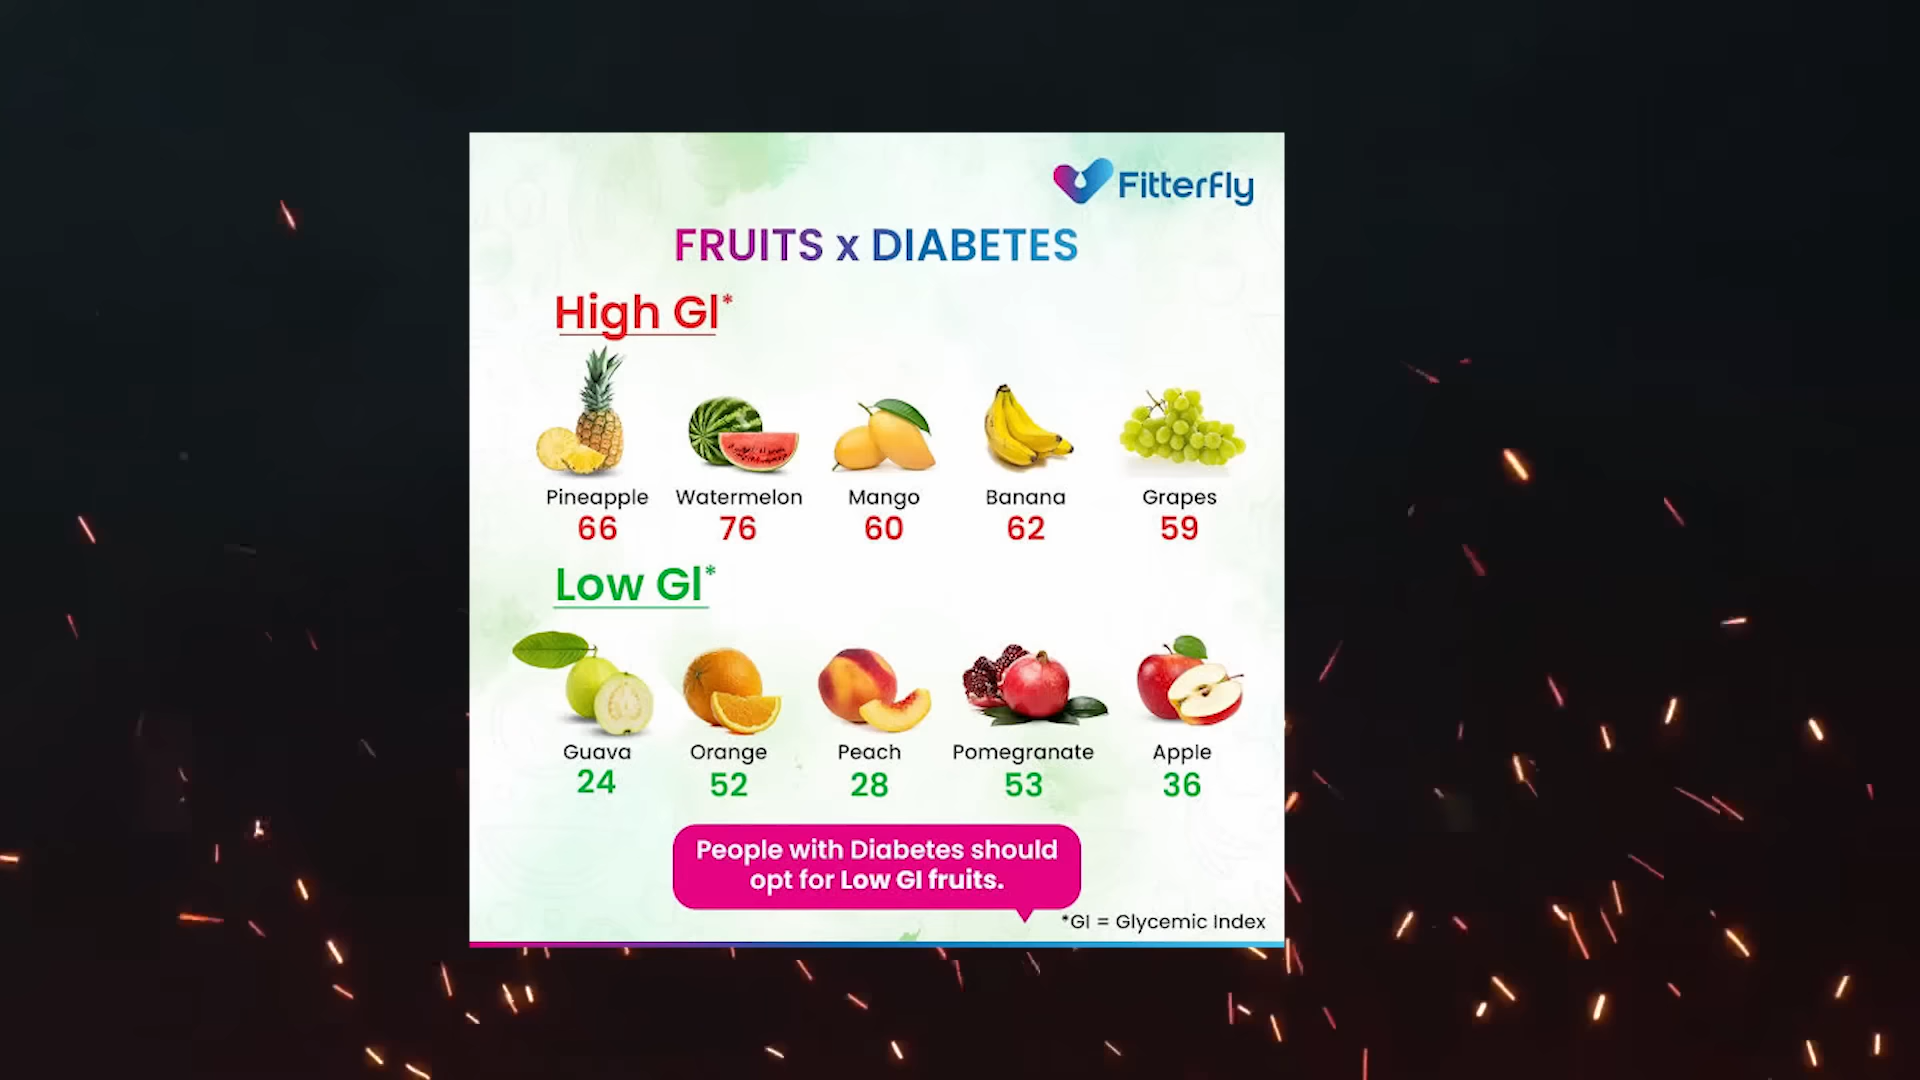 Fitterfly
FRUITS x DIABETES
High GI*
Pineapple Watermelon Mango Banana Grapes
66 76 60 62 59
Low GI*
Guava Orange Peach Pomegranate Apple
24 52 28 53 36
People with Diabetes should
opt for Low GI fruits.
*GI = Glycemic Index